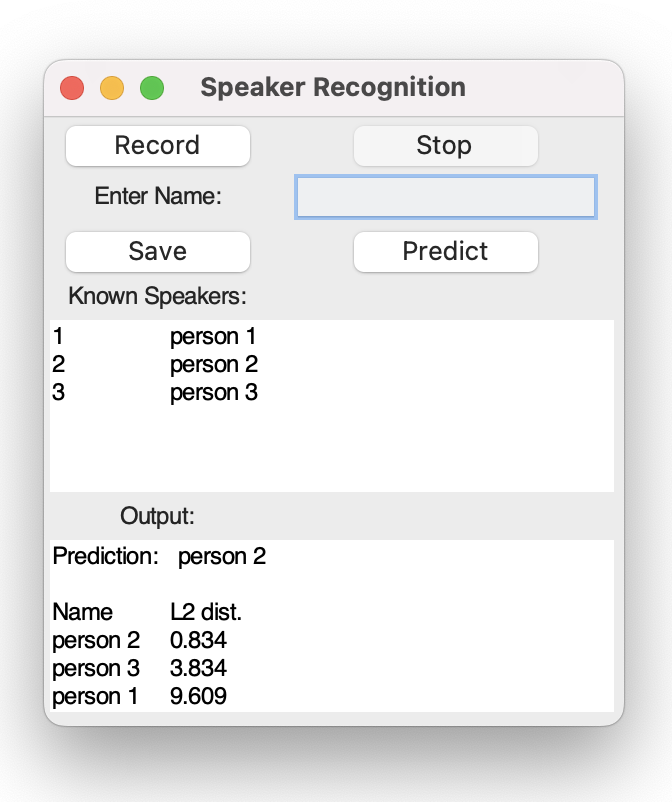 Speaker Recognition
Record Stop
Enter Name:
Save Predict
Known Speakers:
1 person 1
2 person 2
3 person 3
Output:
Prediction: person 2
Name L2 dist.
person 2 0.834
person 3 3.834
person 1 9.609